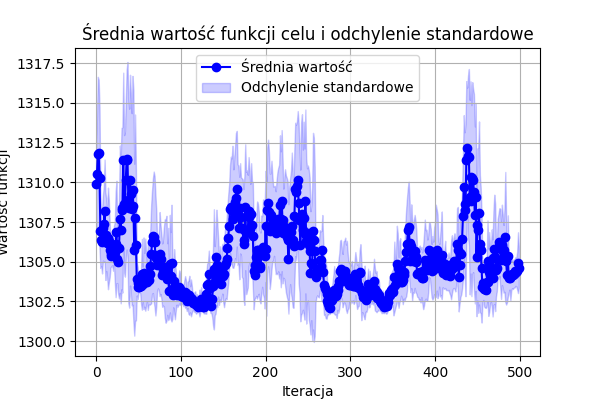 Średnia wartość funkcji celu i odchylenie standardowe
Średnia wartość
Odchylenie standardowe
1317.5
1315.0
1312.5
1310.0
1307.5
1305.0
1302.5
1300.0
Wartość funkcji
0 100 200 300 400 500
Iteracja